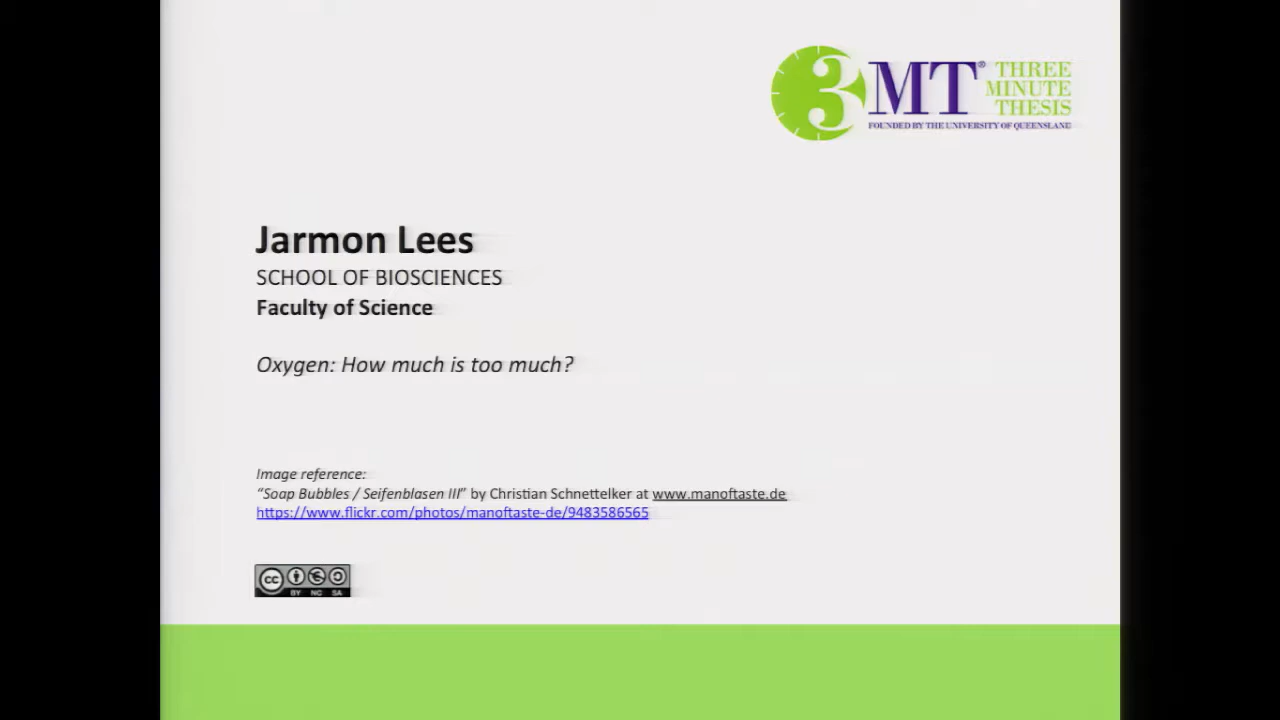 3MT® THREE
MINUTE
THESIS
FOUNDED BY THE UNIVERSITY OF QUEENSLAND
Jarmon Lees
SCHOOL OF BIOSCIENCES
Faculty of Science
Oxygen: How much is too much?
Image reference:
“Soap Bubbles / Seifenblasen III” by Christian Schnettelker at www.manoftaste.de
https://www.flickr.com/photos/manoftaste-de/9483586565
cc
BY NC SA